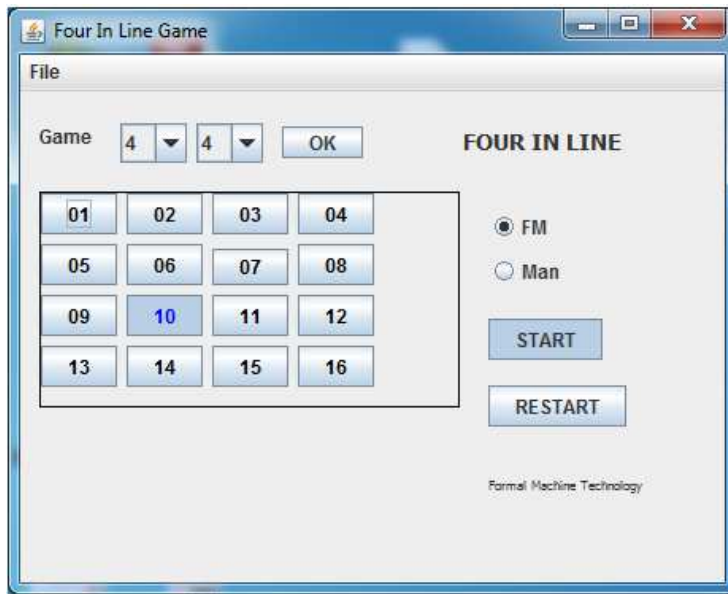 Four In Line Game
File
Game 4 4 OK FOUR IN LINE
01 02 03 04
FM
05 06 07 08
Man
09 10 11 12
START
13 14 15 16
RESTART
Formal Machine Technology